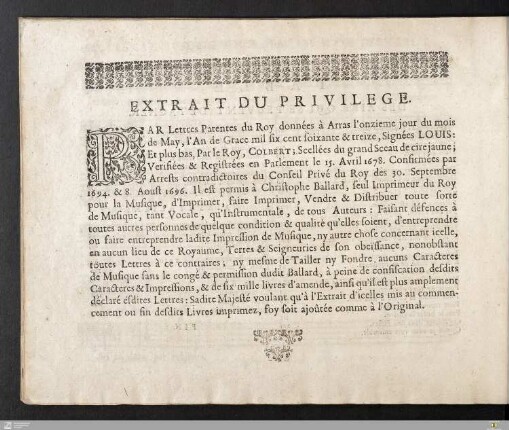 EXTRAIT DU PRIVILEGE.
PAR Lettres Patentes du Roy données à Arras l'onzieme jour du mois
de May, l'An de Grace mil six cent soixante & treize, Signées LOUIS:
Et plus bas, Par le Roy, COLBERT; Scellées du grand Sceau de cire jaune;
Verifiées & Registrées en Parlement le 15. Avril 1678. Confirmées par
Arrests contradictoires du Conseil Privé du Roy des 30. Septembre
1694. & 8. Aoust 1696. Il est permis à Christophe Ballard, seul Imprimeur du Roy
pour la Musique, d'Imprimer, faire Imprimer, Vendre & Distribuer toute sorte
de Musique, tant Vocale, qu'Instrumentale, de tous Auteurs: Faisant défences à
toutes autres personnes de quelque condition & qualité qu'elles soient, d'entreprendre
ou faire entreprendre ladite Impression de Musique, ny autre chose concernant icelle,
en aucun lieu de ce Royaume, Terres & Seigneuries de son obeïssance, nonobstant
toutes Lettres à ce contraires; ny mesme de Tailler ny Fondre aucuns Caracteres
de Musique sans le congé & permission dudit Ballard, à peine de confiscation desdits
Caracteres & Impressions, & de six mille livres d'amende, ainsi qu'il est plus amplement
déclaré esdites Lettres: Sadite Majesté voulant qu'à l'Extrait d'icelles mis au commen-
cement ou fin desdits Livres imprimez, foy soit ajoûtée comme à l'Original.